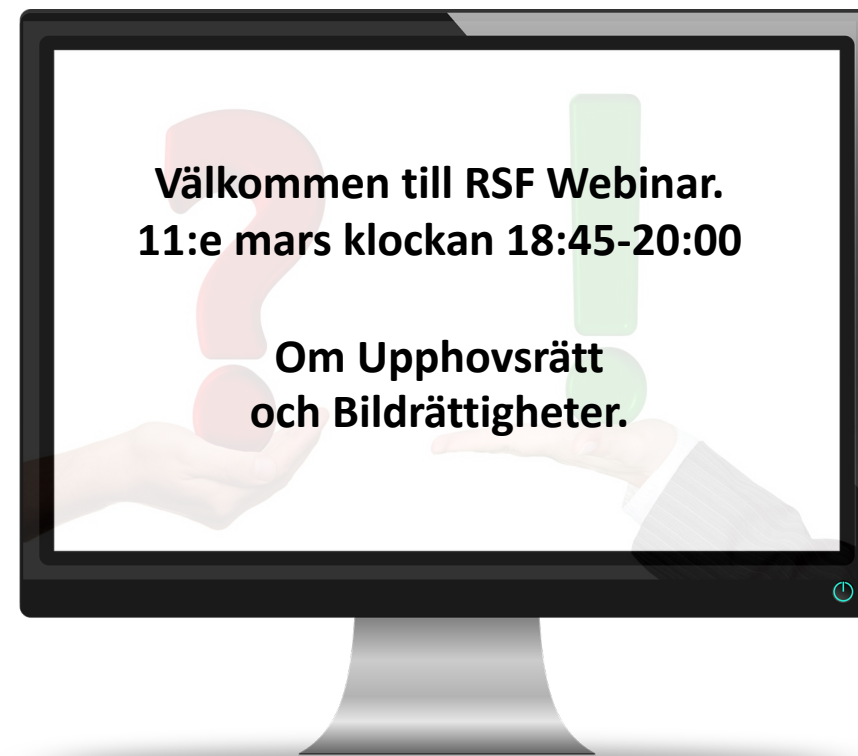 Välkommen till RSF Webinar.
11:e mars klockan 18:45-20:00
Om Upphovsrätt
och Bildrättigheter.